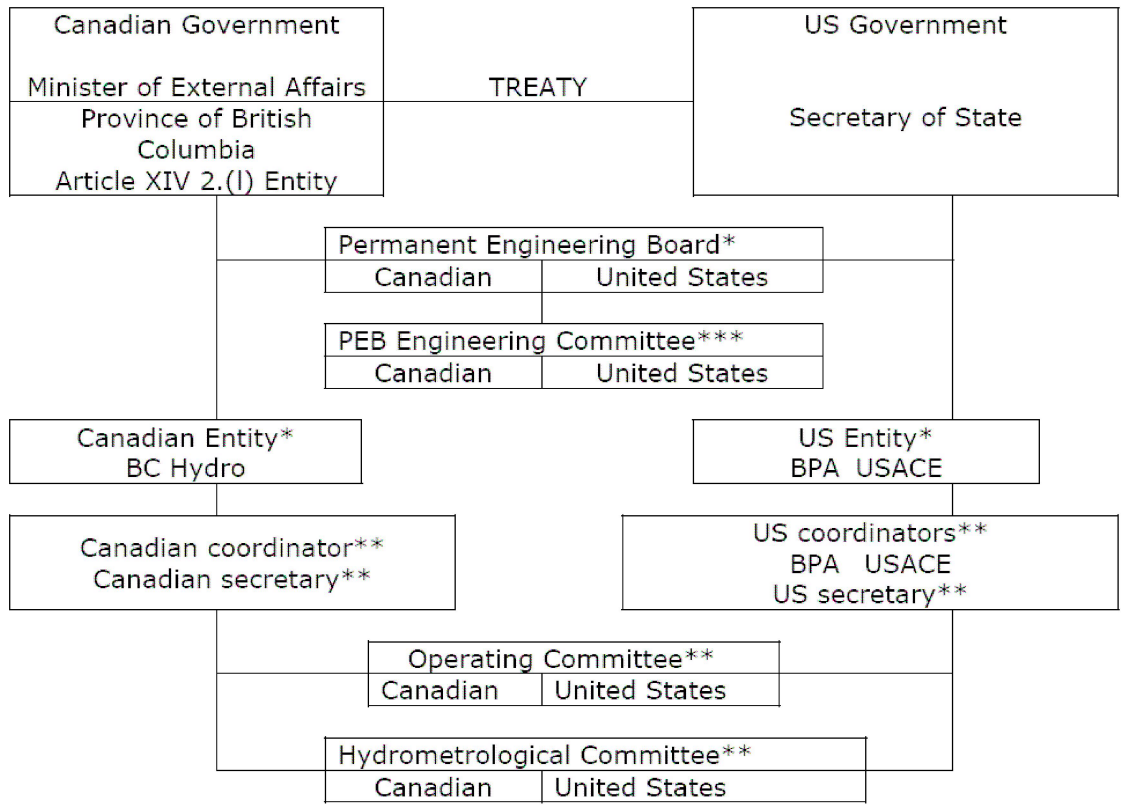 Canadian Government
Minister of External Affairs
Province of British
Columbia
Article XIV 2.(l) Entity
TREATY
US Government
Secretary of State
Permanent Engineering Board*
Canadian United States
PEB Engineering Committee***
Canadian United States
Canadian Entity*
BC Hydro
US Entity*
BPA USACE
Canadian coordinator**
Canadian secretary**
US coordinators**
BPA USACE
US secretary**
Operating Committee**
Canadian United States
Hydrometrological Committee**
Canadian United States